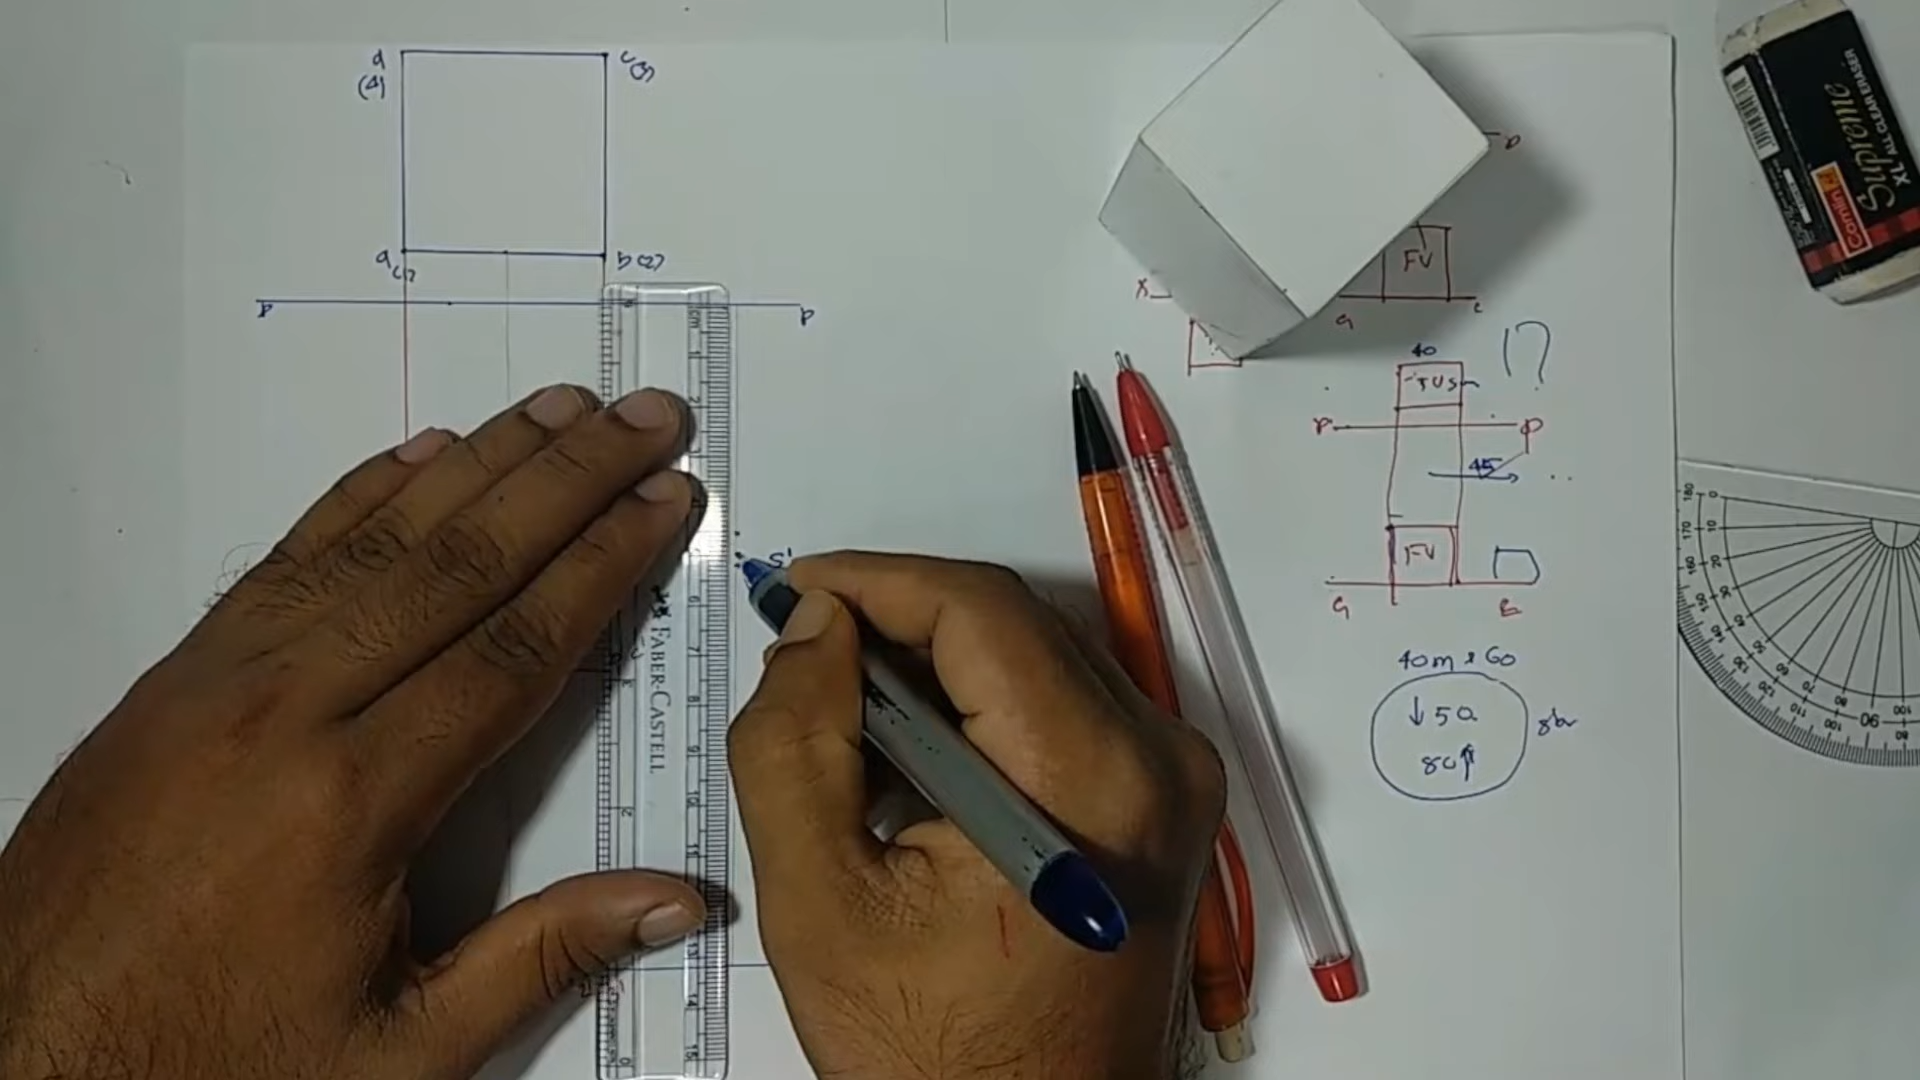 d
(4)
c (3)
a (1)
b (2)
P
P
S'
P
X
FV
G
L
40
TVS
P
P
45
FV
G
L
40m x 60
↓ 50
80
FABER-CASTELL
Camlin
Supreme
XL ALL CLEAR ERASER